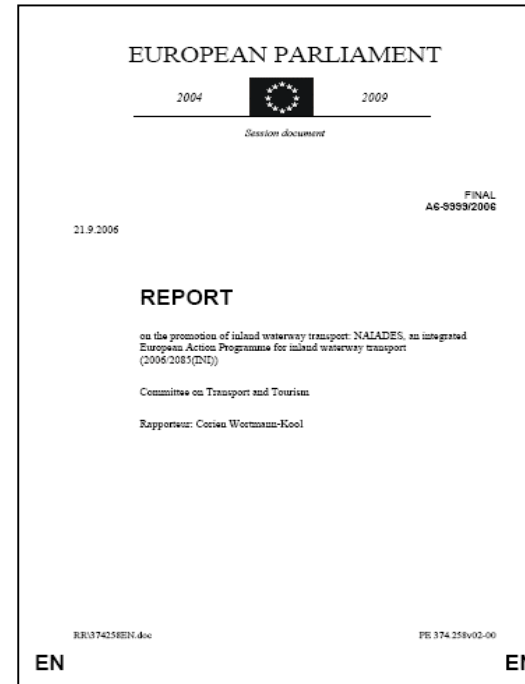 EUROPEAN PARLIAMENT
2004 2009
Session document
FINAL
A6-9999/2006
21.9.2006
REPORT
on the promotion of inland waterway transport: NAIADES, an integrated
European Action Programme for inland waterway transport
(2006/2085(INI))
Committee on Transport and Tourism
Rapporteur: Corien Wortmann-Kool
RR\374258EN.doc PE 374.258v02-00
EN EN